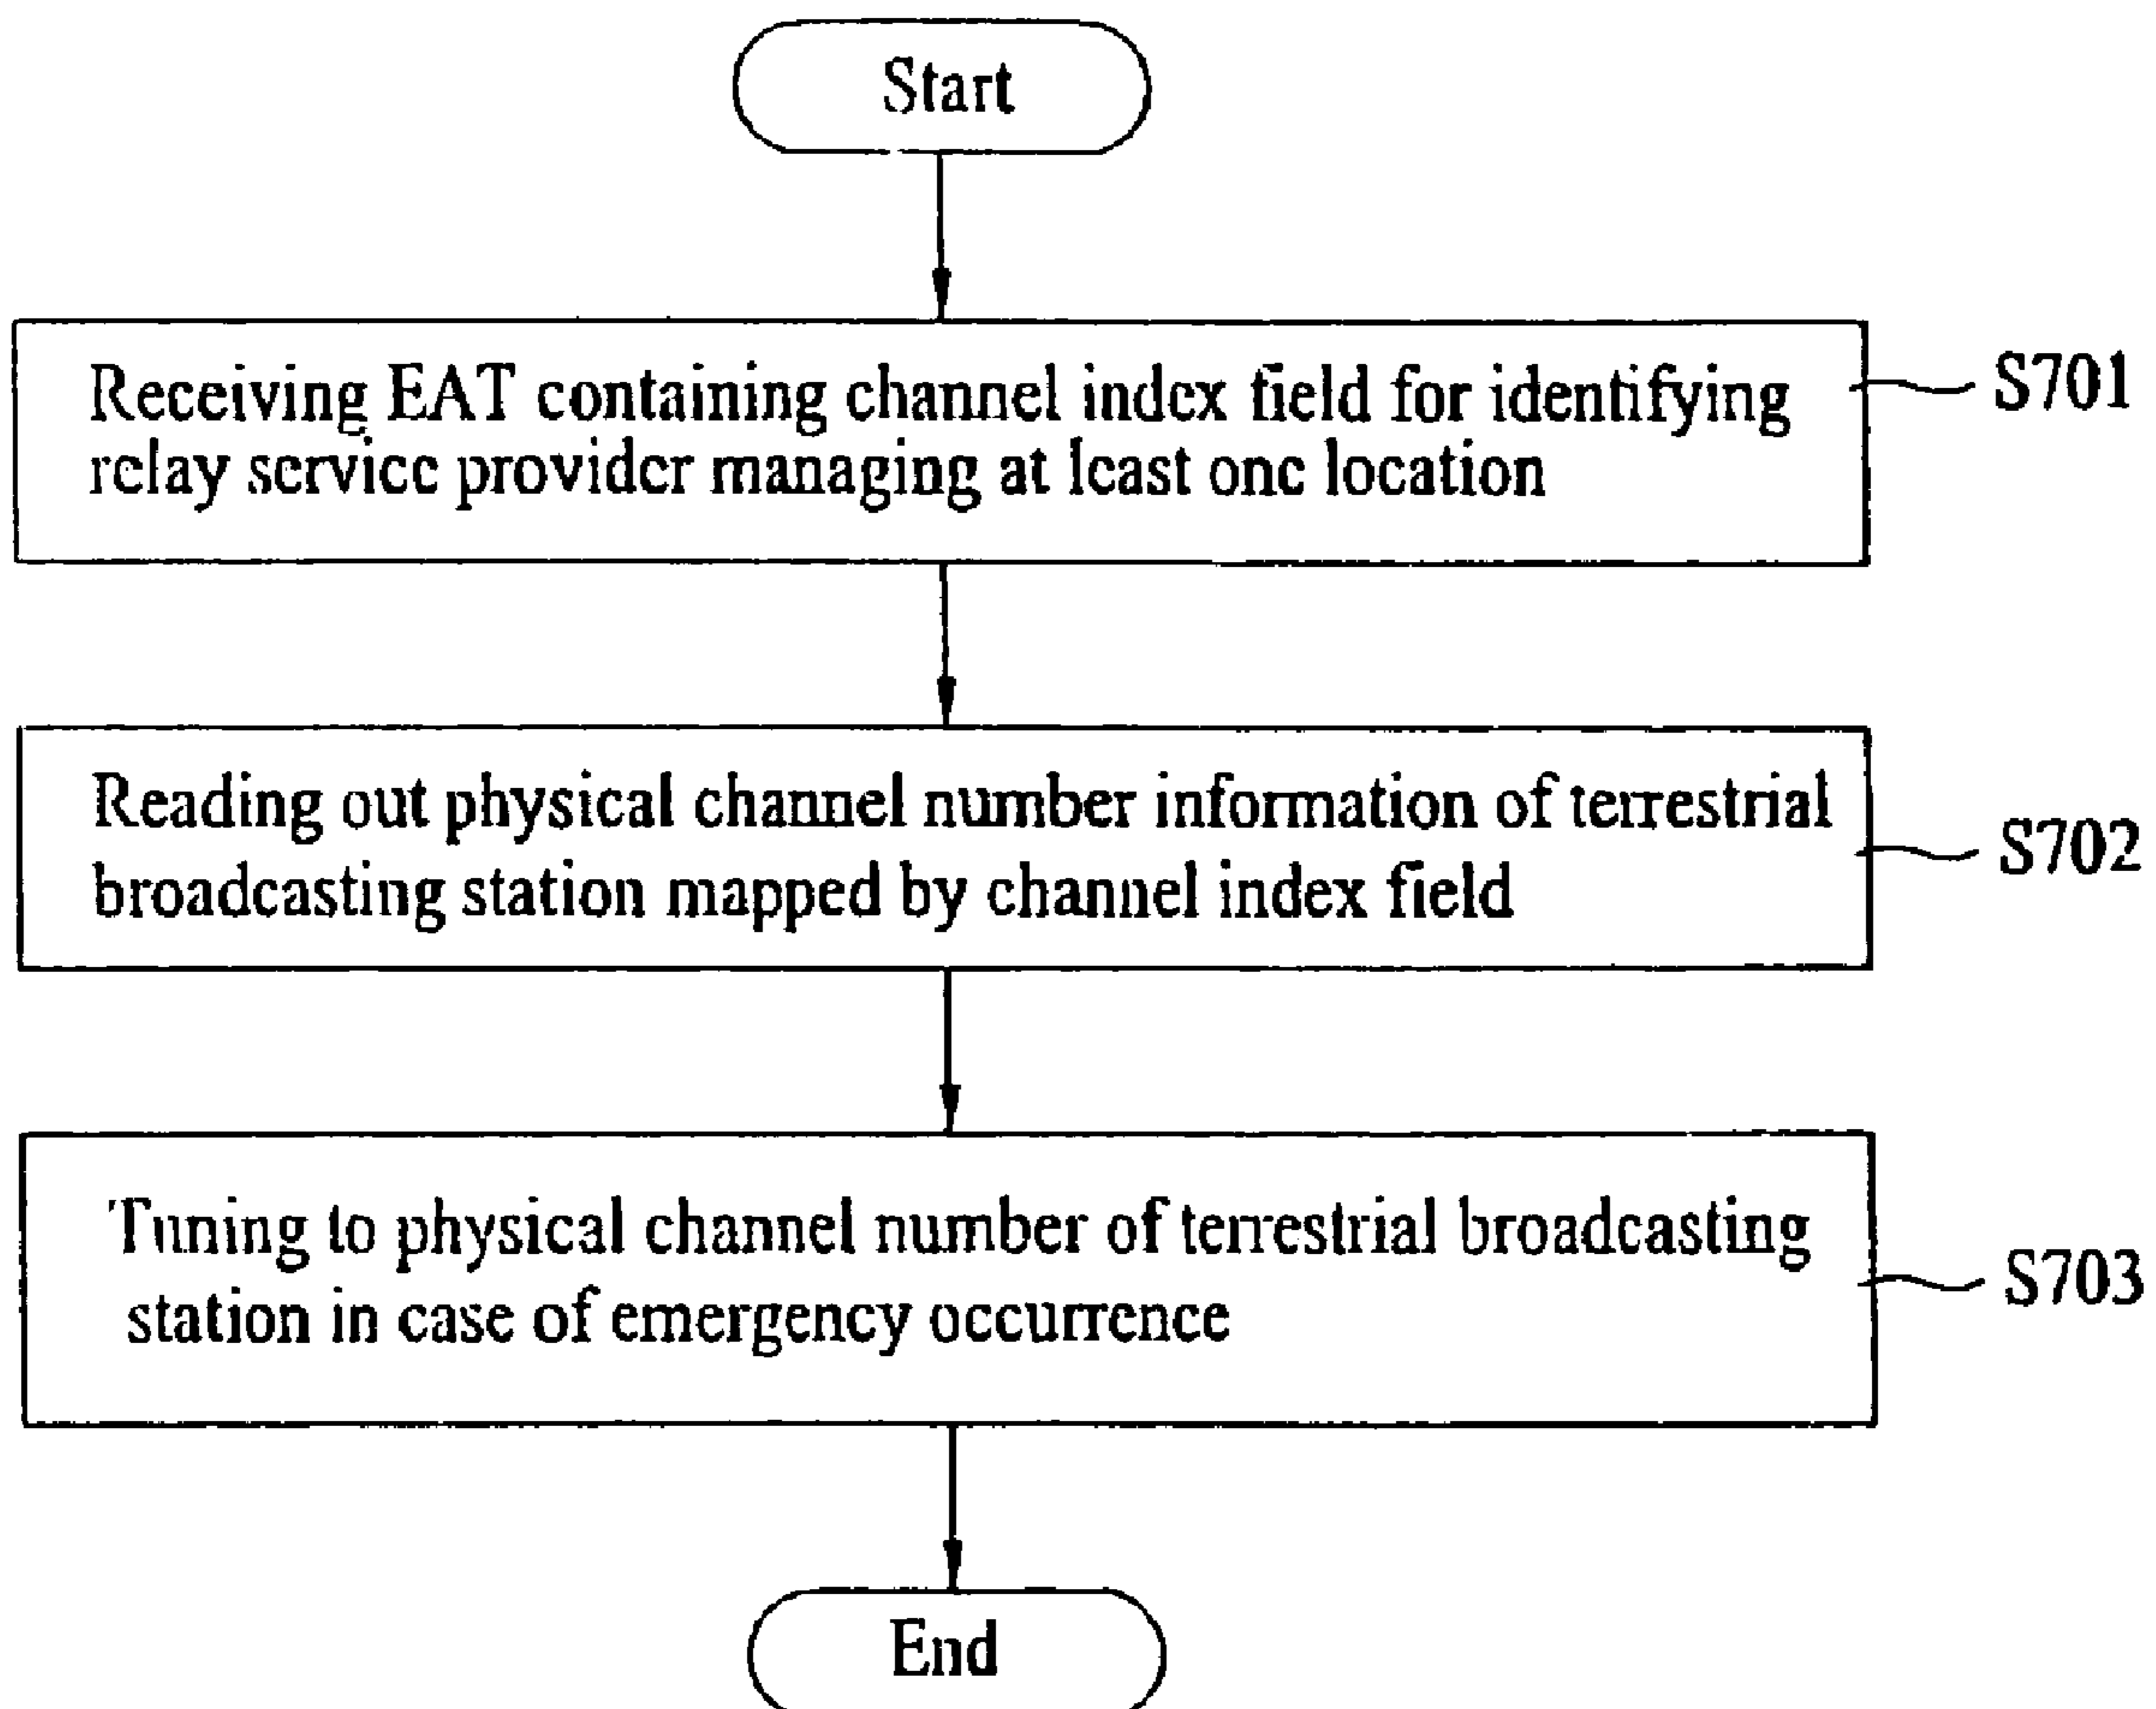 Start
Receiving EAT containing channel index field for identifying
relay service provider managing at least one location
S701
Reading out physical channel number information of terrestrial
broadcasting station mapped by channel index field
S702
Tuning to physical channel number of terrestrial broadcasting
station in case of emergency occurrence
S703
End